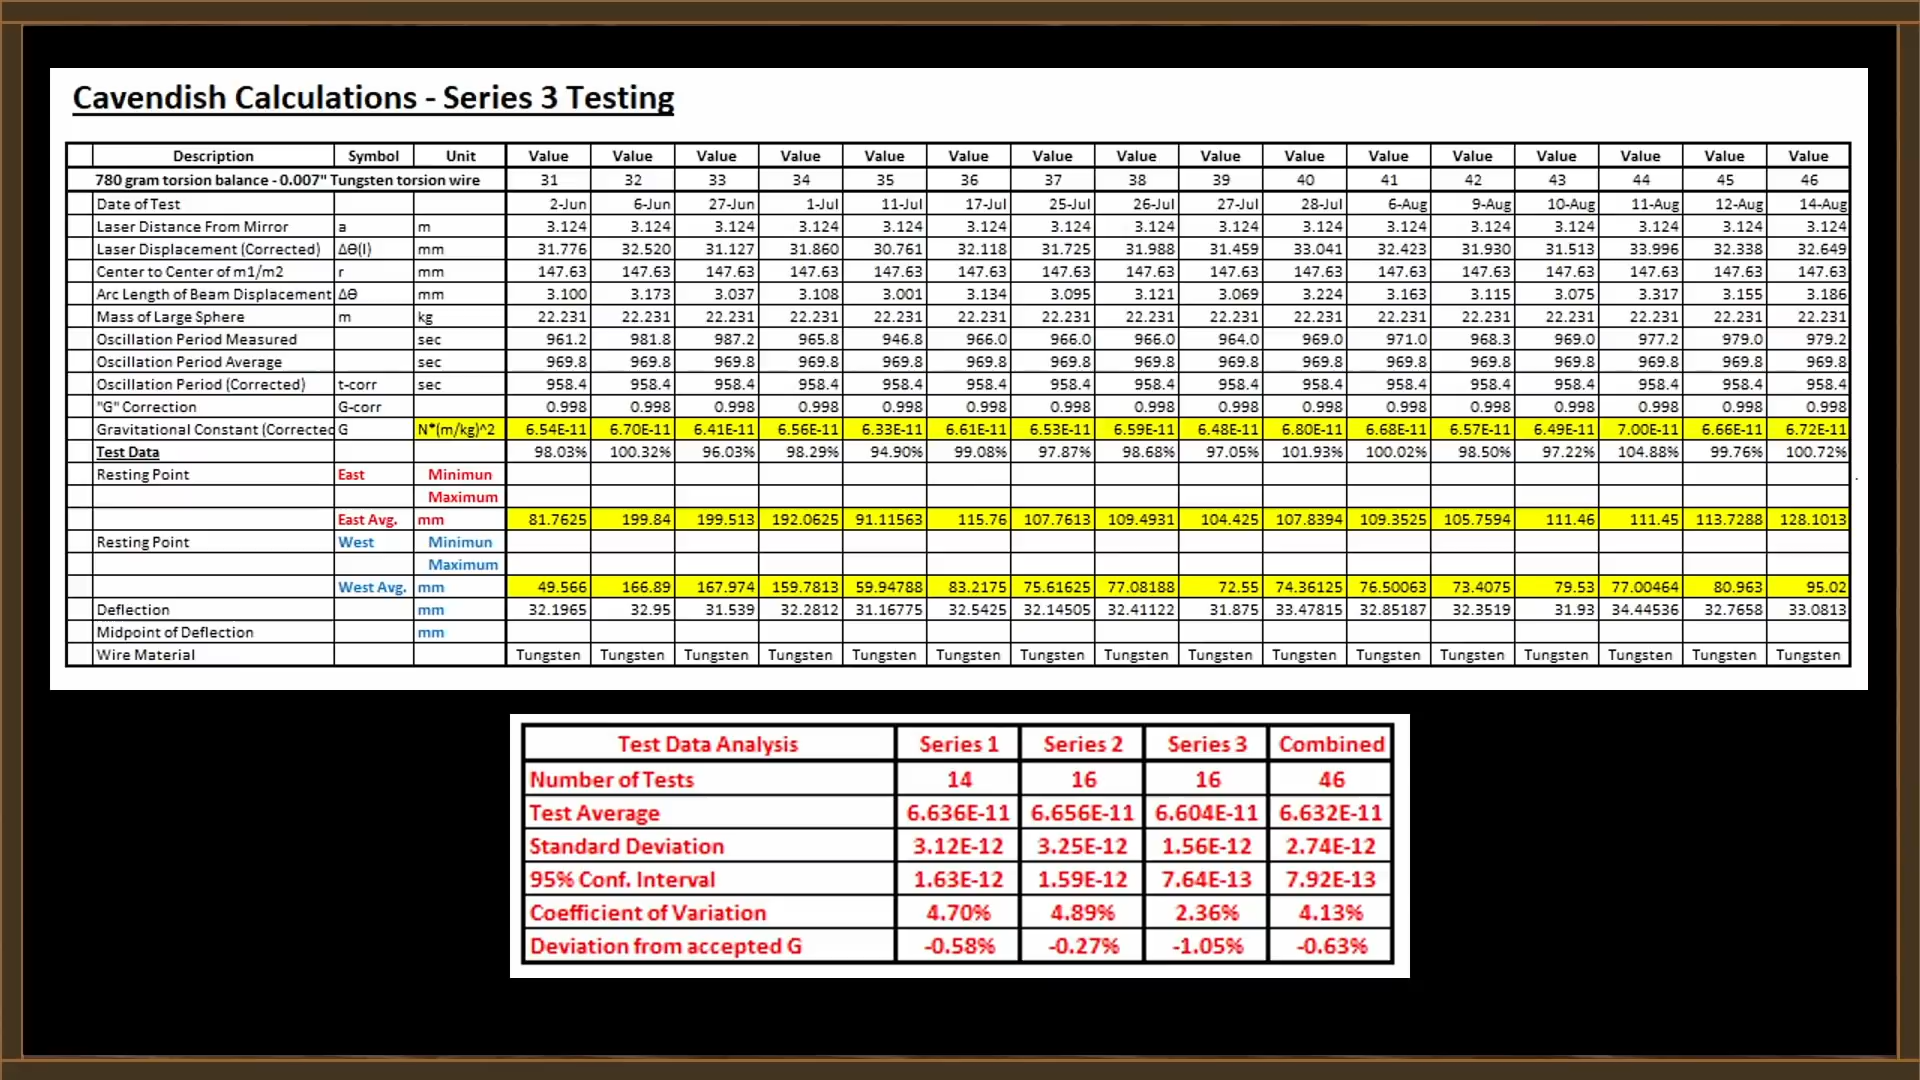 Cavendish Calculations - Series 3 Testing
Description Symbol Unit Value Value Value Value Value Value Value Value Value Value Value Value Value Value Value Value
780 gram torsion balance - 0.007" Tungsten torsion wire 31 32 33 34 35 36 37 38 39 40 41 42 43 44 45 46
Date of Test 2-Jun 6-Jun 27-Jun 1-Jul 11-Jul 17-Jul 25-Jul 26-Jul 27-Jul 28-Jul 6-Aug 9-Aug 10-Aug 11-Aug 12-Aug 14-Aug
Laser Distance From Mirror a m 3.124 3.124 3.124 3.124 3.124 3.124 3.124 3.124 3.124 3.124 3.124 3.124 3.124 3.124 3.124 3.124
Laser Displacement (Corrected) Δθ(l) mm 31.776 32.520 31.127 31.860 30.761 32.118 31.725 31.988 31.459 33.041 32.423 31.930 31.513 33.996 32.338 32.649
Center to Center of m1/m2 r mm 147.63 147.63 147.63 147.63 147.63 147.63 147.63 147.63 147.63 147.63 147.63 147.63 147.63 147.63 147.63 147.63
Arc Length of Beam Displacement Δθ mm 3.100 3.173 3.037 3.108 3.001 3.134 3.095 3.121 3.069 3.224 3.163 3.115 3.075 3.317 3.155 3.186
Mass of Large Sphere m kg 22.231 22.231 22.231 22.231 22.231 22.231 22.231 22.231 22.231 22.231 22.231 22.231 22.231 22.231 22.231 22.231
Oscillation Period Measured sec 961.2 981.8 987.2 965.8 946.8 966.0 966.0 966.0 964.0 969.0 971.0 968.3 969.0 977.2 979.0 979.2
Oscillation Period Average sec 969.8 969.8 969.8 969.8 969.8 969.8 969.8 969.8 969.8 969.8 969.8 969.8 969.8 969.8 969.8 969.8
Oscillation Period (Corrected) t-corr sec 958.4 958.4 958.4 958.4 958.4 958.4 958.4 958.4 958.4 958.4 958.4 958.4 958.4 958.4 958.4 958.4
"G" Correction G-corr 0.998 0.998 0.998 0.998 0.998 0.998 0.998 0.998 0.998 0.998 0.998 0.998 0.998 0.998 0.998 0.998
Gravitational Constant (Corrected G N*(m/kg)^2 6.54E-11 6.70E-11 6.41E-11 6.56E-11 6.33E-11 6.61E-11 6.53E-11 6.59E-11 6.48E-11 6.80E-11 6.68E-11 6.57E-11 6.49E-11 7.00E-11 6.66E-11 6.72E-11
Test Data 98.03% 100.32% 96.03% 98.29% 94.90% 99.08% 97.87% 98.68% 97.05% 101.93% 100.02% 98.50% 97.22% 104.88% 99.76% 100.72%
Resting Point East Minimun
Maximum
East Avg. mm 81.7625 199.84 199.513 192.0625 91.11563 115.76 107.7613 109.4931 104.425 107.8394 109.3525 105.7594 111.46 111.45 113.7288 128.1013
Resting Point West Minimun
Maximum
West Avg. mm 49.566 166.89 167.974 159.7813 59.94788 83.2175 75.61625 77.08188 72.55 74.36125 76.50063 73.4075 79.53 77.00464 80.963 95.02
Deflection mm 32.1965 32.95 31.539 32.2812 31.16775 32.5425 32.14505 32.41122 31.875 33.47815 32.85187 32.3519 31.93 34.44536 32.7658 33.0813
Midpoint of Deflection mm
Wire Material Tungsten Tungsten Tungsten Tungsten Tungsten Tungsten Tungsten Tungsten Tungsten Tungsten Tungsten Tungsten Tungsten Tungsten Tungsten Tungsten
Test Data Analysis Series 1 Series 2 Series 3 Combined
Number of Tests 14 16 16 46
Test Average 6.636E-11 6.656E-11 6.604E-11 6.632E-11
Standard Deviation 3.12E-12 3.25E-12 1.56E-12 2.74E-12
95% Conf. Interval 1.63E-12 1.59E-12 7.64E-13 7.92E-13
Coefficient of Variation 4.70% 4.89% 2.36% 4.13%
Deviation from accepted G -0.58% -0.27% -1.05% -0.63%